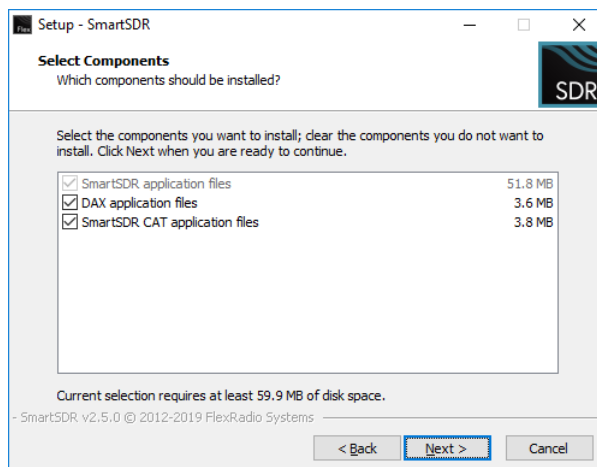 Flex
Setup - SmartSDR
Select Components
Which components should be installed?
SDR
Select the components you want to install; clear the components you do not want to
install. Click Next when you are ready to continue.
SmartSDR application files 51.8 MB
DAX application files 3.6 MB
SmartSDR CAT application files 3.8 MB
Current selection requires at least 59.9 MB of disk space.
- SmartSDR v2.5.0 © 2012-2019 FlexRadio Systems
< Back Next > Cancel